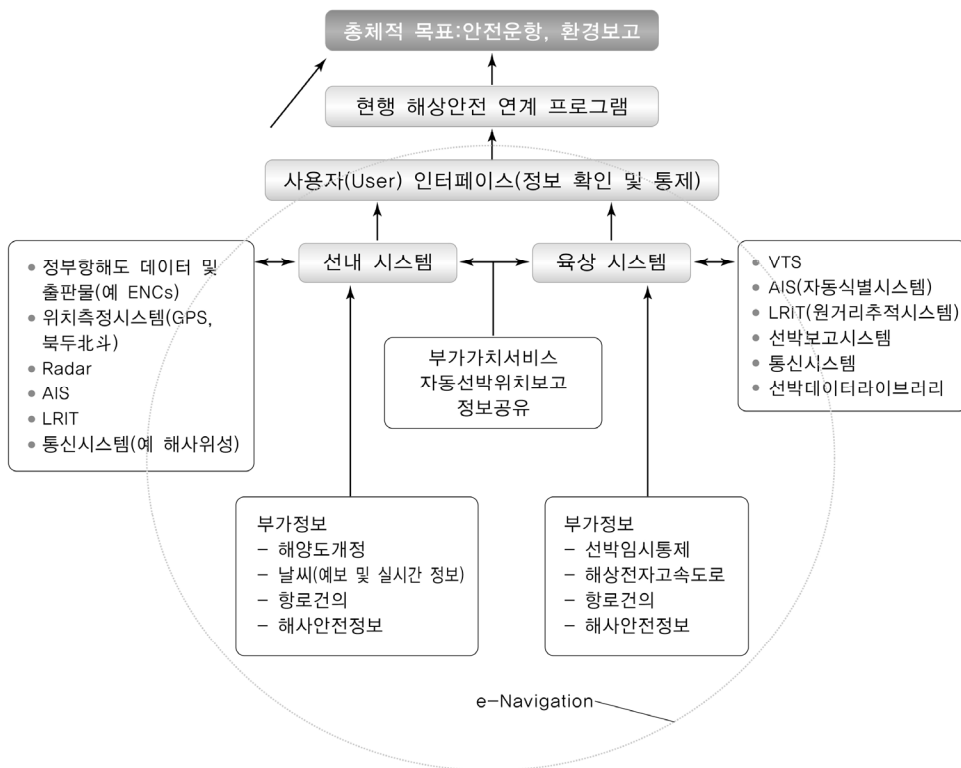 총체적 목표:안전운항, 환경보고
현행 해상안전 연계 프로그램
사용자(User) 인터페이스(정보 확인 및 통제)
선내 시스템
육상 시스템
정부항해도 데이터 및
출판물(예 ENCs)
위치측정시스템(GPS,
북두北斗)
Radar
AIS
LRIT
통신시스템(예 해사위성)
부가가치서비스
자동선박위치보고
정보공유
VTS
AIS(자동식별시스템)
LRIT(원거리추적시스템)
선박보고시스템
통신시스템
선박데이터라이브러리
부가정보
– 해양도개정
– 날씨(예보 및 실시간 정보)
– 항로건의
– 해사안전정보
부가정보
– 선박임시통제
– 해상전자고속도로
– 항로건의
– 해사안전정보
e-Navigation